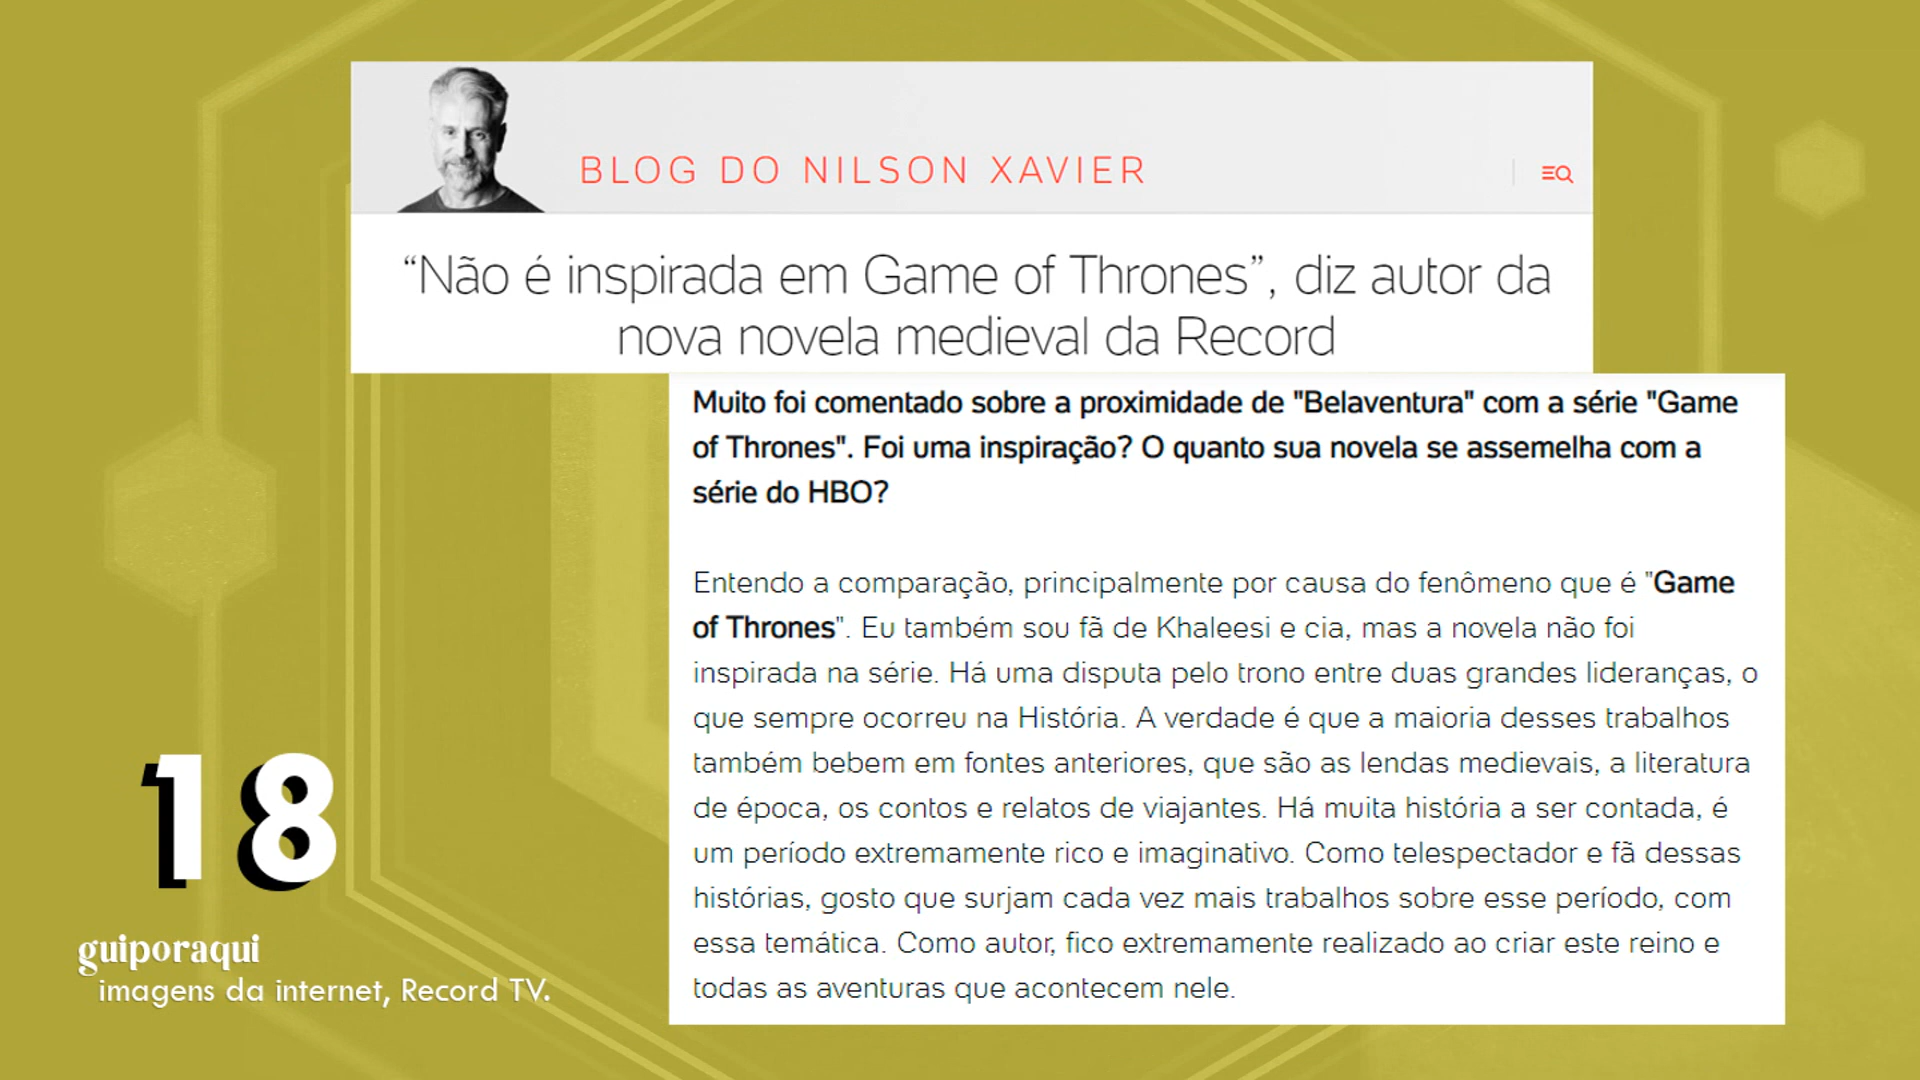 BLOG DO NILSON XAVIER
“Não é inspirada em Game of Thrones”, diz autor da
nova novela medieval da Record
Muito foi comentado sobre a proximidade de "Belaventura" com a série "Game
of Thrones". Foi uma inspiração? O quanto sua novela se assemelha com a
série do HBO?
Entendo a comparação, principalmente por causa do fenômeno que é "Game
of Thrones". Eu também sou fã de Khaleesi e cia, mas a novela não foi
inspirada na série. Há uma disputa pelo trono entre duas grandes lideranças, o
que sempre ocorreu na História. A verdade é que a maioria desses trabalhos
também bebem em fontes anteriores, que são as lendas medievais, a literatura
de época, os contos e relatos de viajantes. Há muita história a ser contada, é
um período extremamente rico e imaginativo. Como telespectador e fã dessas
histórias, gosto que surjam cada vez mais trabalhos sobre esse período, com
essa temática. Como autor, fico extremamente realizado ao criar este reino e
todas as aventuras que acontecem nele.
18
guiporaqui
imagens da internet, Record TV.